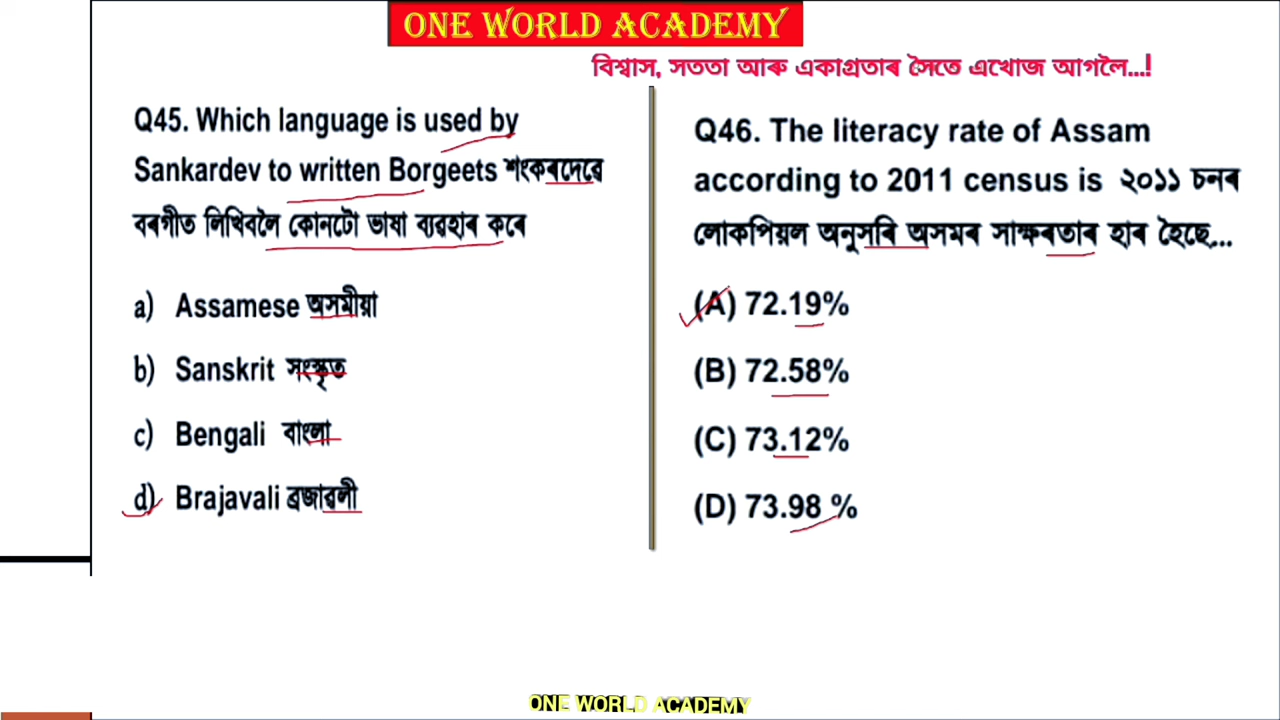 ONE WORLD ACADEMY
বিশ্বাস, সততা আৰু একাগ্ৰতাৰ সৈতে এখোজ আগলৈ...!
Q45. Which language is used by
Sankardev to written Borgeets শংকৰদেৱে
বৰগীত লিখিবলৈ কোনটো ভাষা ব্যৱহাৰ কৰে
a) Assamese অসমীয়া
b) Sanskrit সংস্কৃত
c) Bengali বাংলা
d) Brajavali ব্ৰজাৱলী
Q46. The literacy rate of Assam
according to 2011 census is ২০১১ চনৰ
লোকপিয়ল অনুসৰি অসমৰ সাক্ষৰতাৰ হাৰ হৈছে...
(A) 72.19%
(B) 72.58%
(C) 73.12%
(D) 73.98 %
ONE WORLD ACADEMY